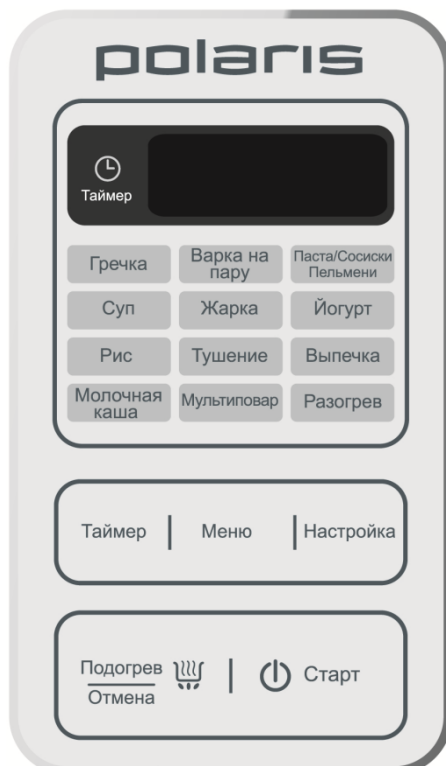 polaris
Таймер
Гречка
Варка на
пару
Паста/Сосиски
Пельмени
Суп
Жарка
Йогурт
Рис
Тушение
Выпечка
Молочная
каша
Мультиповар
Разогрев
Таймер
Меню
Настройка
Подогрев
Отмена
Старт